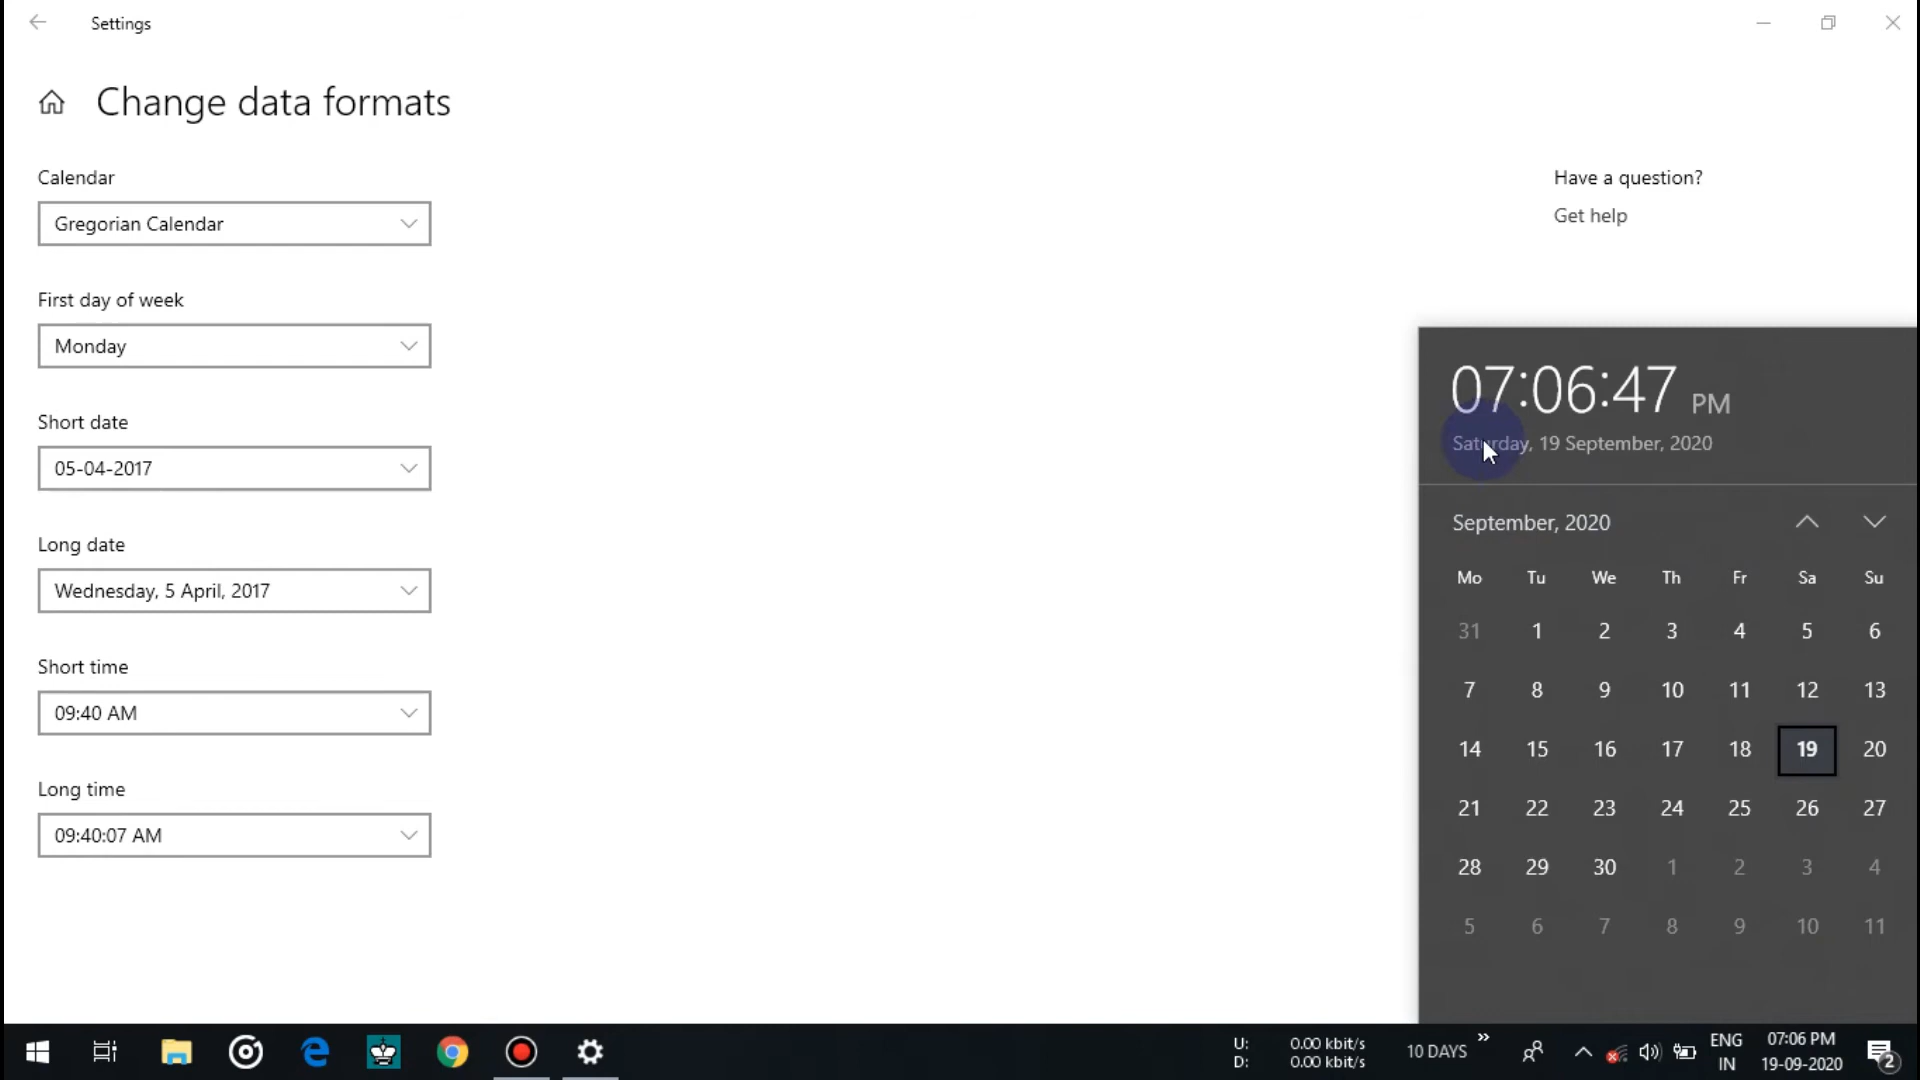 Settings
Change data formats
Calendar
Gregorian Calendar
First day of week
Monday
Short date
05-04-2017
Long date
Wednesday, 5 April, 2017
Short time
09:40 AM
Long time
09:40:07 AM
Have a question?
Get help
07:06:47 PM
Saturday, 19 September, 2020
September, 2020
Mo Tu We Th Fr Sa Su
31 1 2 3 4 5 6
7 8 9 10 11 12 13
14 15 16 17 18 19 20
21 22 23 24 25 26 27
28 29 30 1 2 3 4
5 6 7 8 9 10 11
U: 0.00 kbit/s
D: 0.00 kbit/s
10 DAYS
ENG
IN
07:06 PM
19-09-2020
2